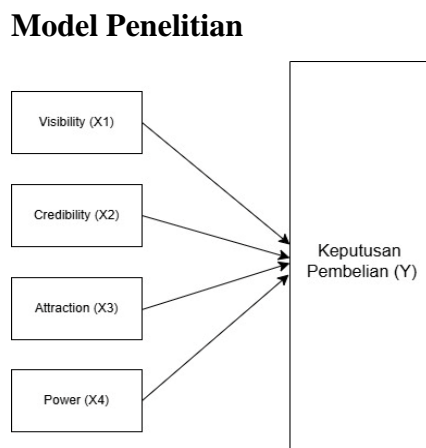 Model Penelitian
Visibility (X1)
Credibility (X2)
Attraction (X3)
Power (X4)
Keputusan
Pembelian (Y)